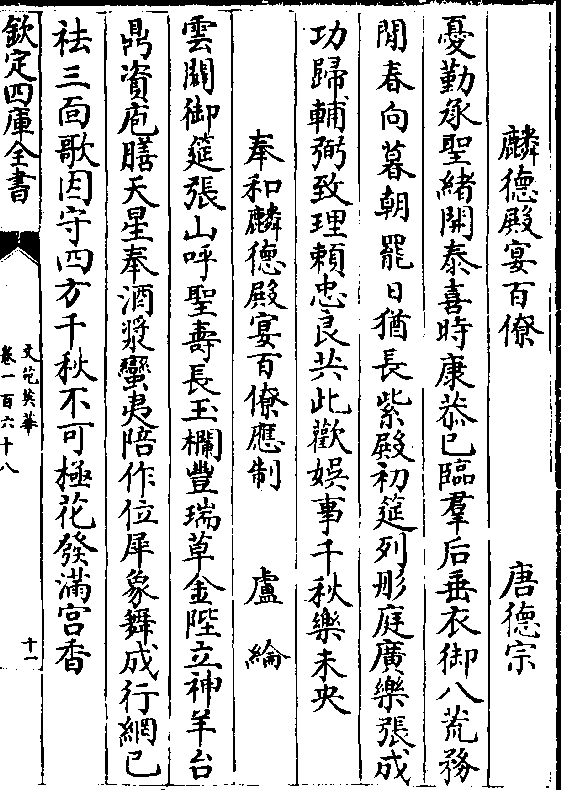 麟德殿宴百僚　唐德宗
憂勤承聖緒開泰喜時康恭已臨羣后垂衣御八荒務
閒春向暮朝罷日猶長紫殿初筵列彤庭廣樂張成
功歸輔弼致理賴忠良共此歡娛事千秋樂未央
奉和麟德殿宴百僚應制　盧綸
雲闢御筵張山呼聖壽長玉欄豐瑞草金陛立神羊台
鼎資庖膳天星奉酒漿蠻夷陪作位犀象舞成行網已
祛三面歌因守四方千秋不可極花發滿宮香
欽定四庫全書
文苑英華
卷一百六十八
十一